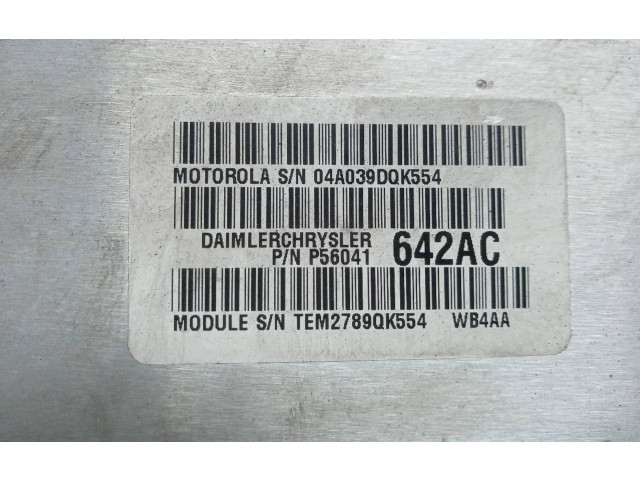 MOTOROLA S/N 04A039DQK554
DAIMLERCHRYSLER
P/N P56041 642AC
MODULE S/N TEM2789QK554 WB4AA